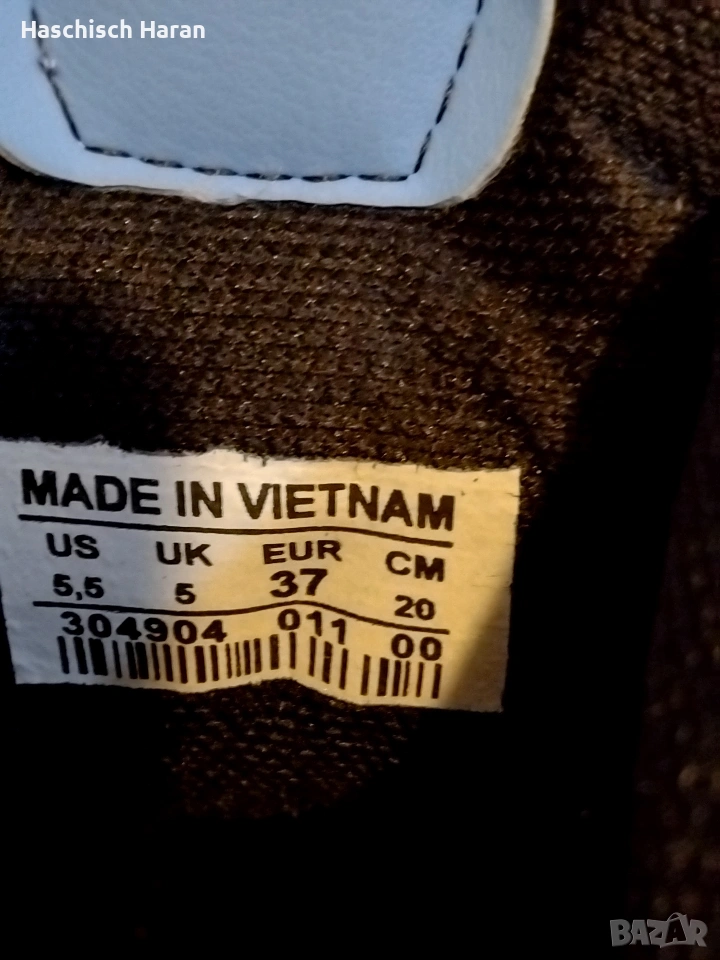 Haschisch Haran
MADE IN VIETNAM
US UK EUR CM
5,5 5 37 20
304904 011 00
BAZAR